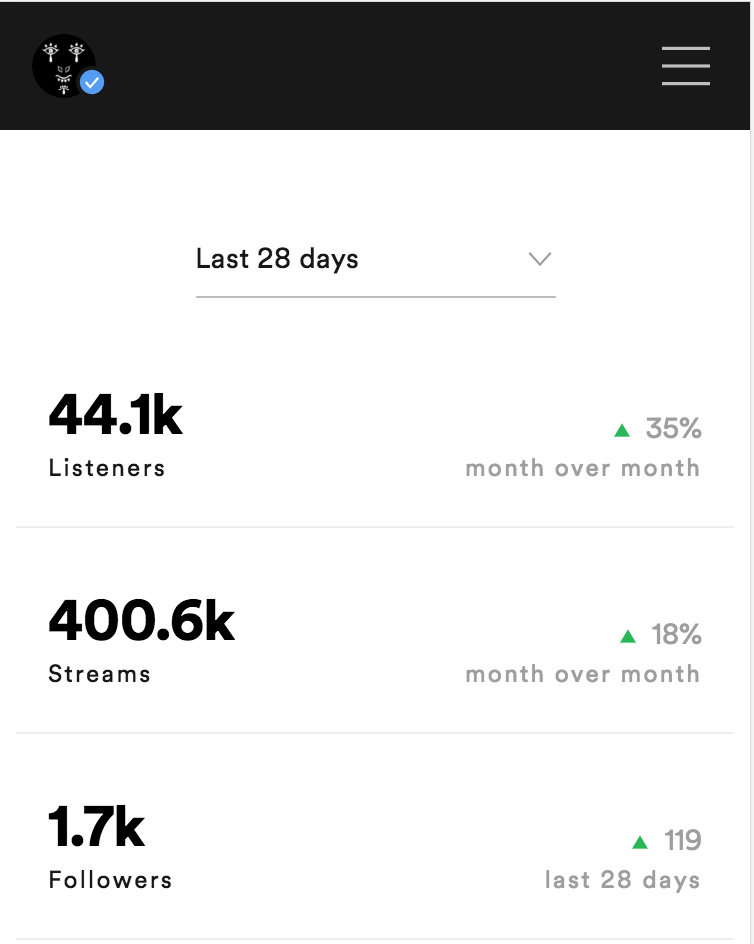 Last 28 days
44.1k
▲ 35%
Listeners
month over month
400.6k
▲ 18%
Streams
month over month
1.7k
▲ 119
Followers
last 28 days